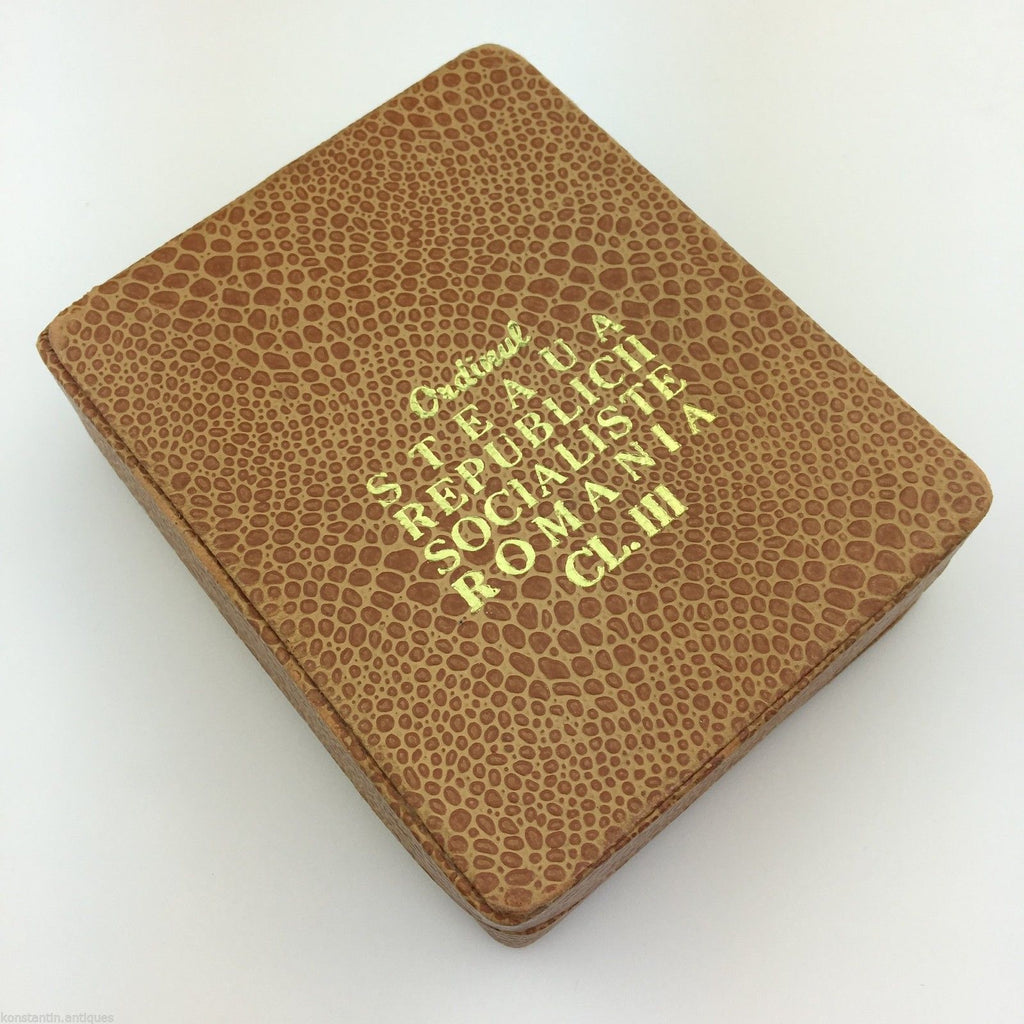 Ordinul
STEAUA
REPUBLICII
SOCIALISTE
ROMANIA
CL. III
konstantin.antiques